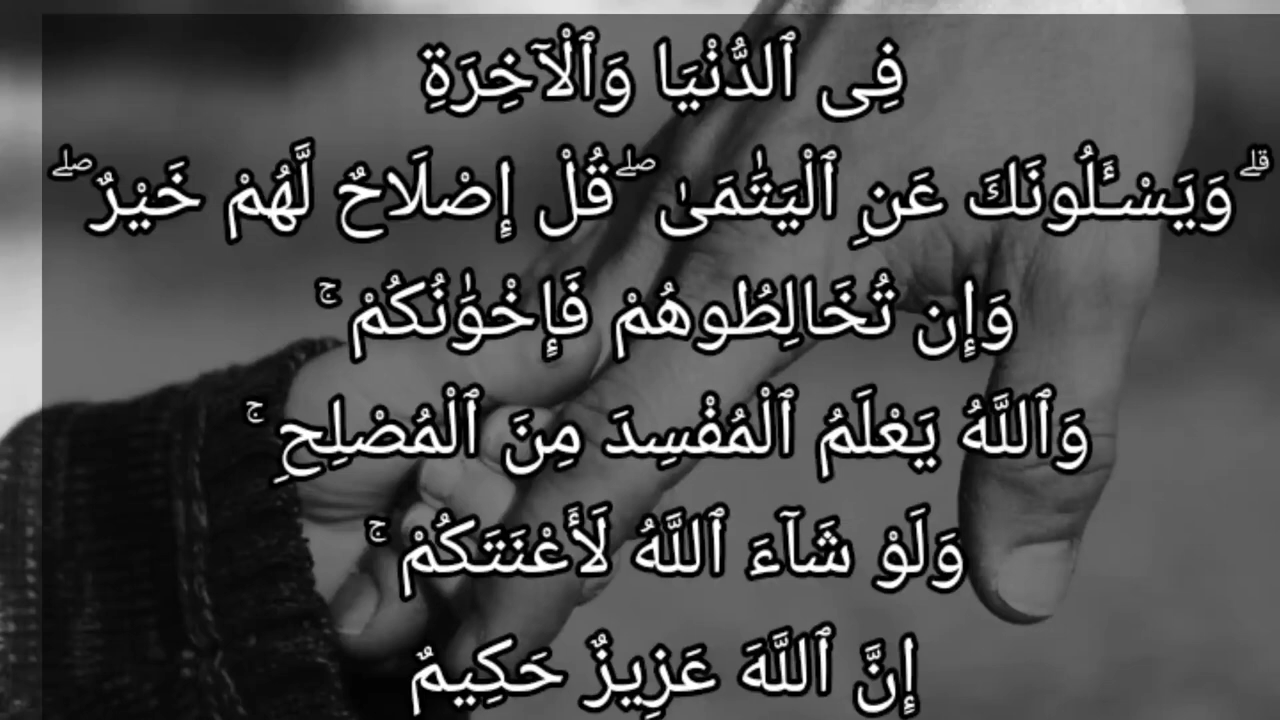 فِى ٱلدُّنْيَا وَٱلْآخِرَةِ
ۗ وَيَسْـَٔلُونَكَ عَنِ ٱلْيَتَٰمَىٰ ۖ قُلْ إِصْلَاحٌ لَّهُمْ خَيْرٌ ۖ
وَإِن تُخَالِطُوهُمْ فَإِخْوَٰنُكُمْ ۚ
وَٱللَّهُ يَعْلَمُ ٱلْمُفْسِدَ مِنَ ٱلْمُصْلِحِ ۚ
وَلَوْ شَآءَ ٱللَّهُ لَأَعْنَتَكُمْ ۚ
إِنَّ ٱللَّهَ عَزِيزٌ حَكِيمٌ